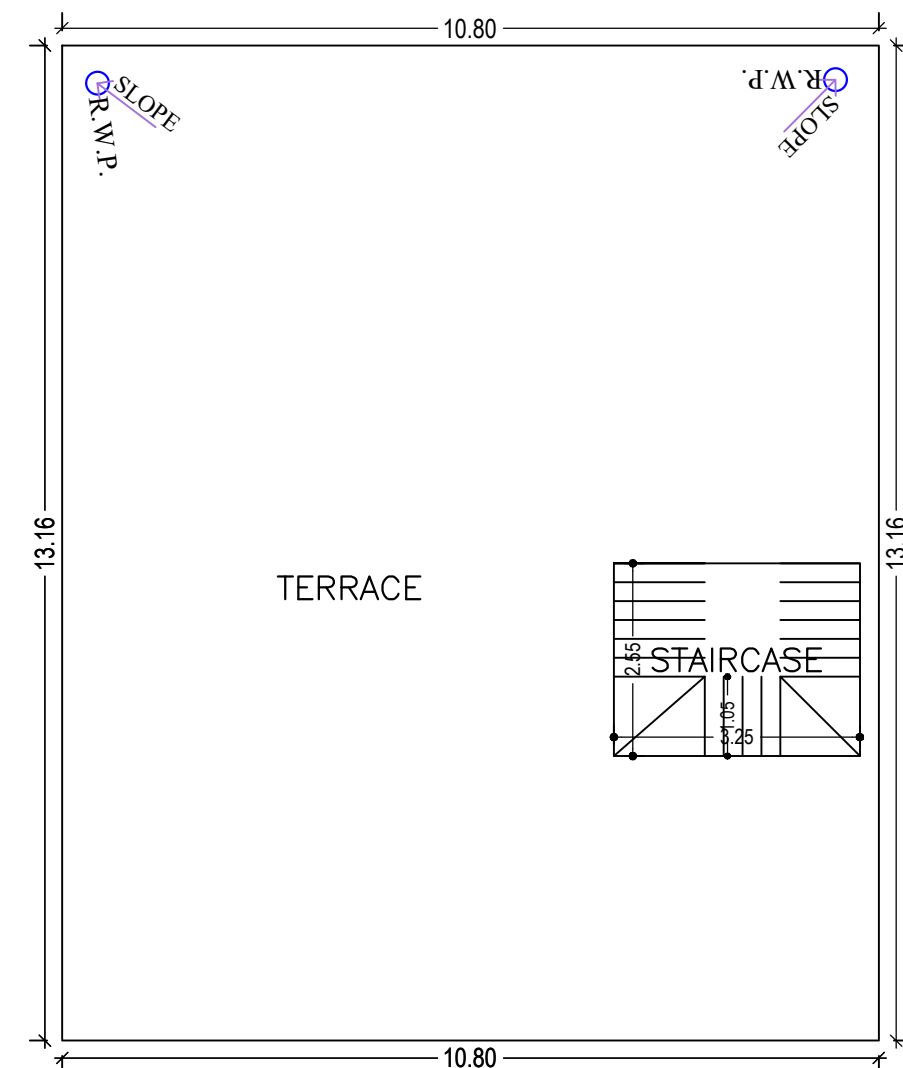 10.80
SLOPE
R.W.P.
R.W.P.
SLOPE
13.16
13.16
TERRACE
2.55
STAIRCASE
1.05
3.25
10.80